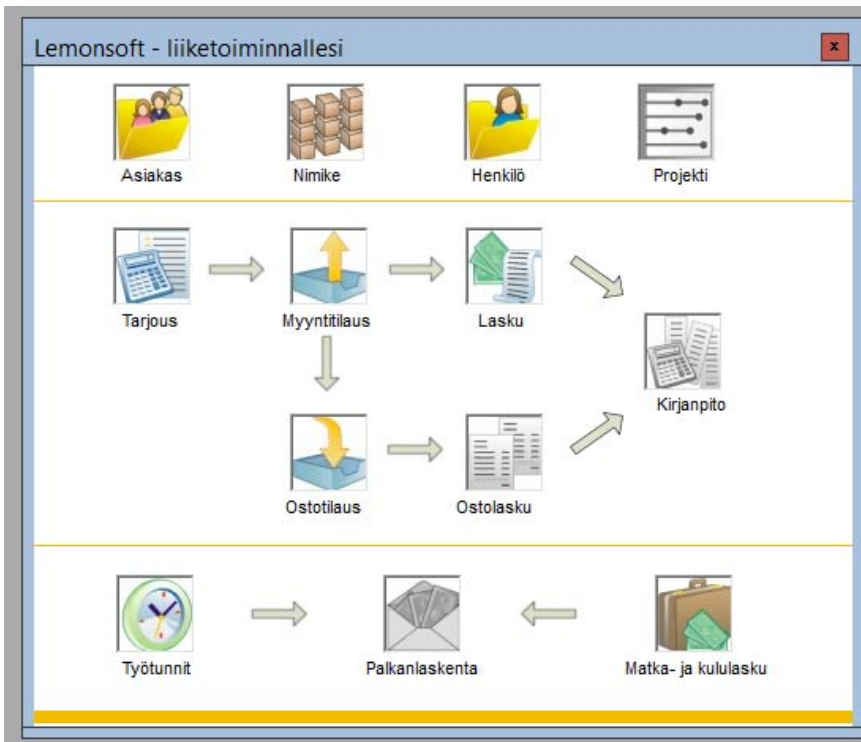 Lemonsoft - liiketoiminnallesi
x
Asiakas
Nimike
Henkilö
Projekti
Tarjous
Myyntitilaus
Lasku
Kirjanpito
Ostotilaus
Ostolasku
Työtunnit
Palkanlaskenta
Matka- ja kululasku